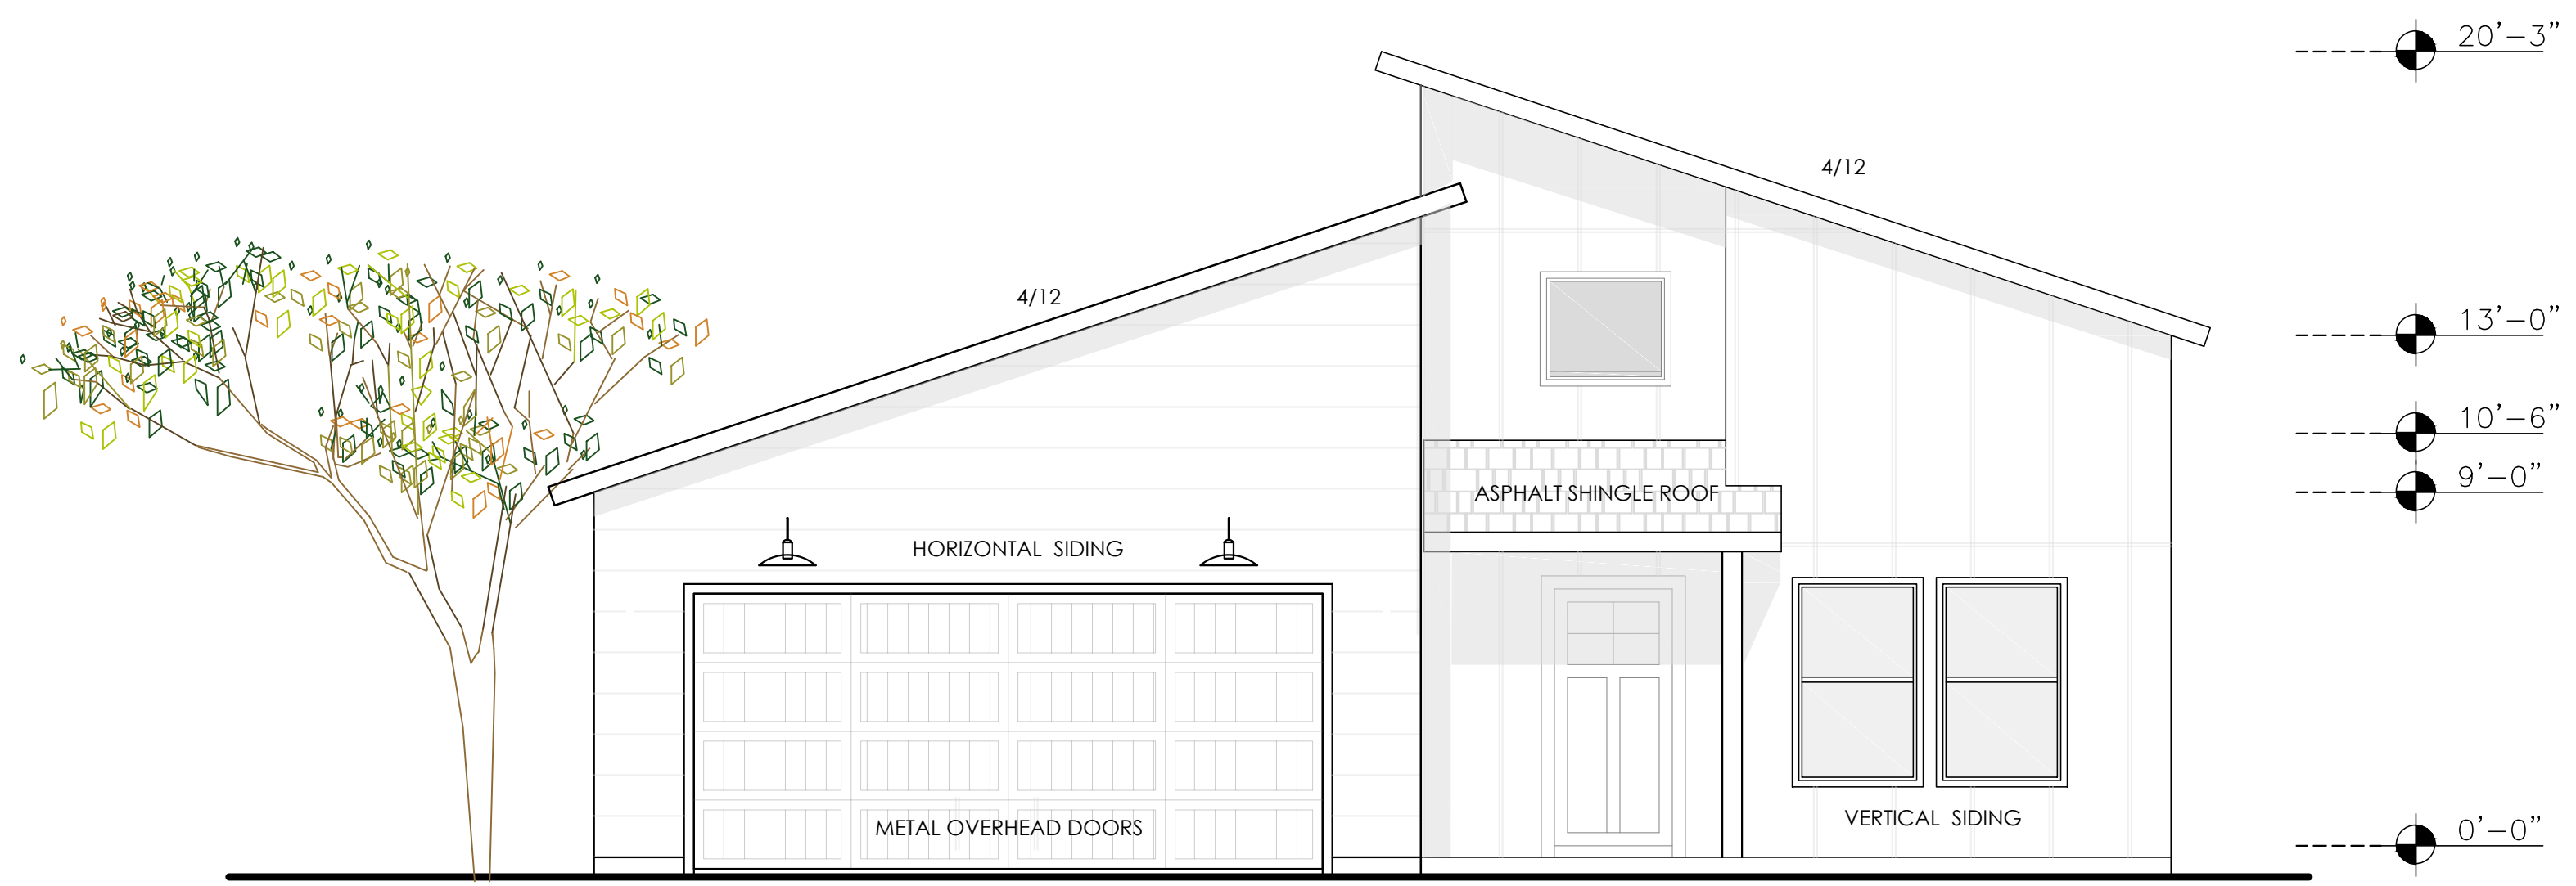 20'-3"
4/12
4/12
13'-0"
10'-6"
9'-0"
ASPHALT SHINGLE ROOF
HORIZONTAL SIDING
METAL OVERHEAD DOORS
VERTICAL SIDING
0'-0"